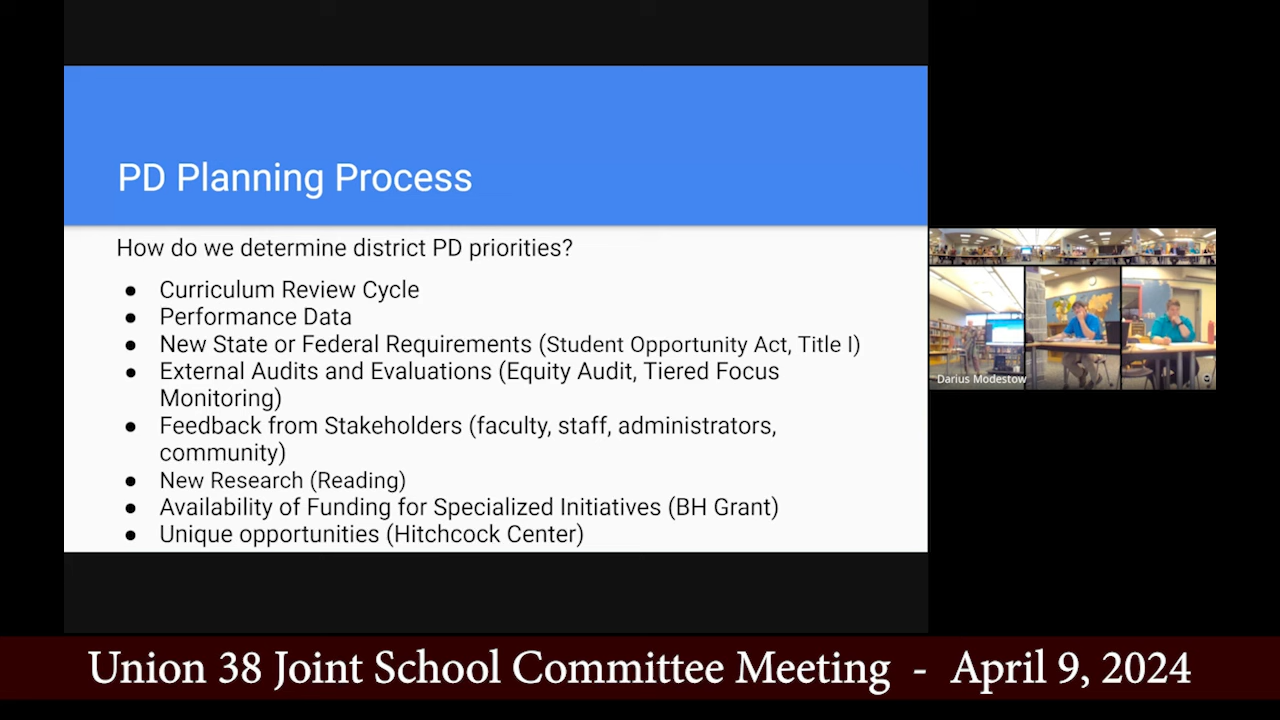 PD Planning Process
How do we determine district PD priorities?
● Curriculum Review Cycle
● Performance Data
● New State or Federal Requirements (Student Opportunity Act, Title I)
● External Audits and Evaluations (Equity Audit, Tiered Focus
Monitoring)
● Feedback from Stakeholders (faculty, staff, administrators,
community)
● New Research (Reading)
● Availability of Funding for Specialized Initiatives (BH Grant)
● Unique opportunities (Hitchcock Center)
Darius Modestow
Union 38 Joint School Committee Meeting - April 9, 2024